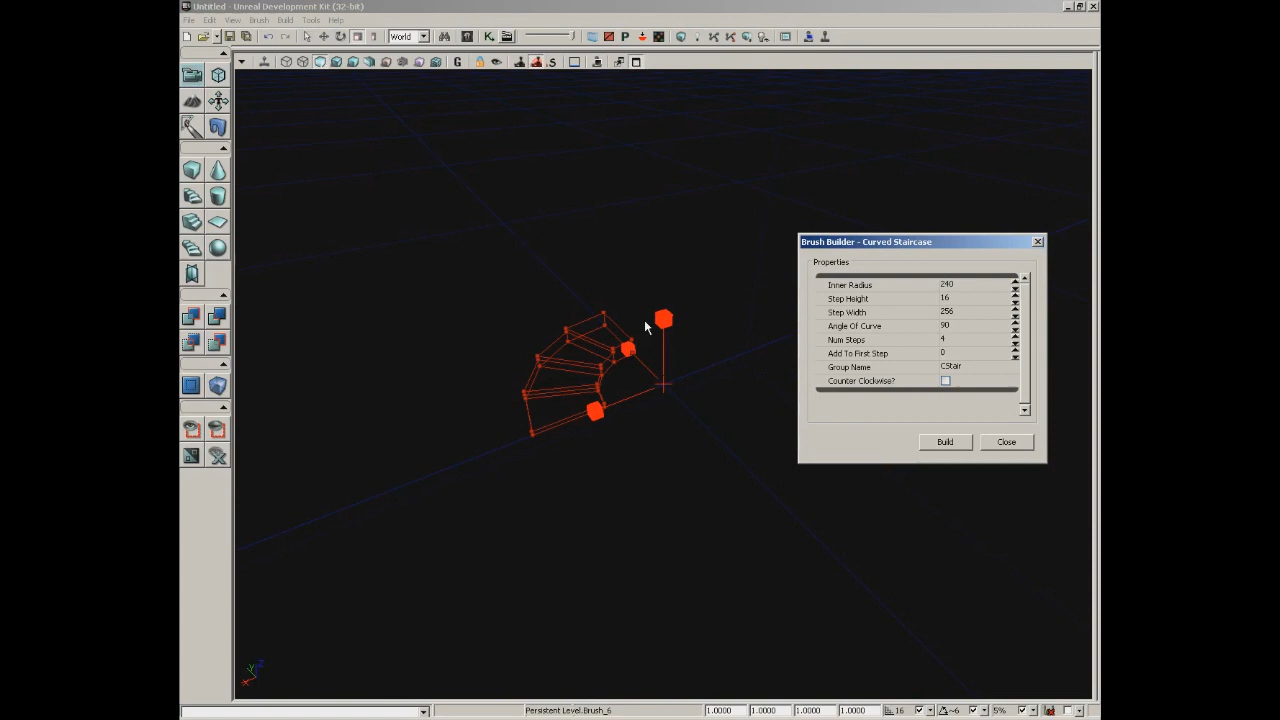 Untitled - Unreal Development Kit (32-bit)
File Edit View Brush Build Tools Help
World
K
P
G
S
Brush Builder - Curved Staircase
Properties
Inner Radius 240
Step Height 16
Step Width 256
Angle Of Curve 90
Num Steps 4
Add To First Step 0
Group Name CStair
Counter Clockwise?
Build Close
Persistent Level.Brush_6 1.0000 1.0000 1.0000 1.0000 16 ~6 5%